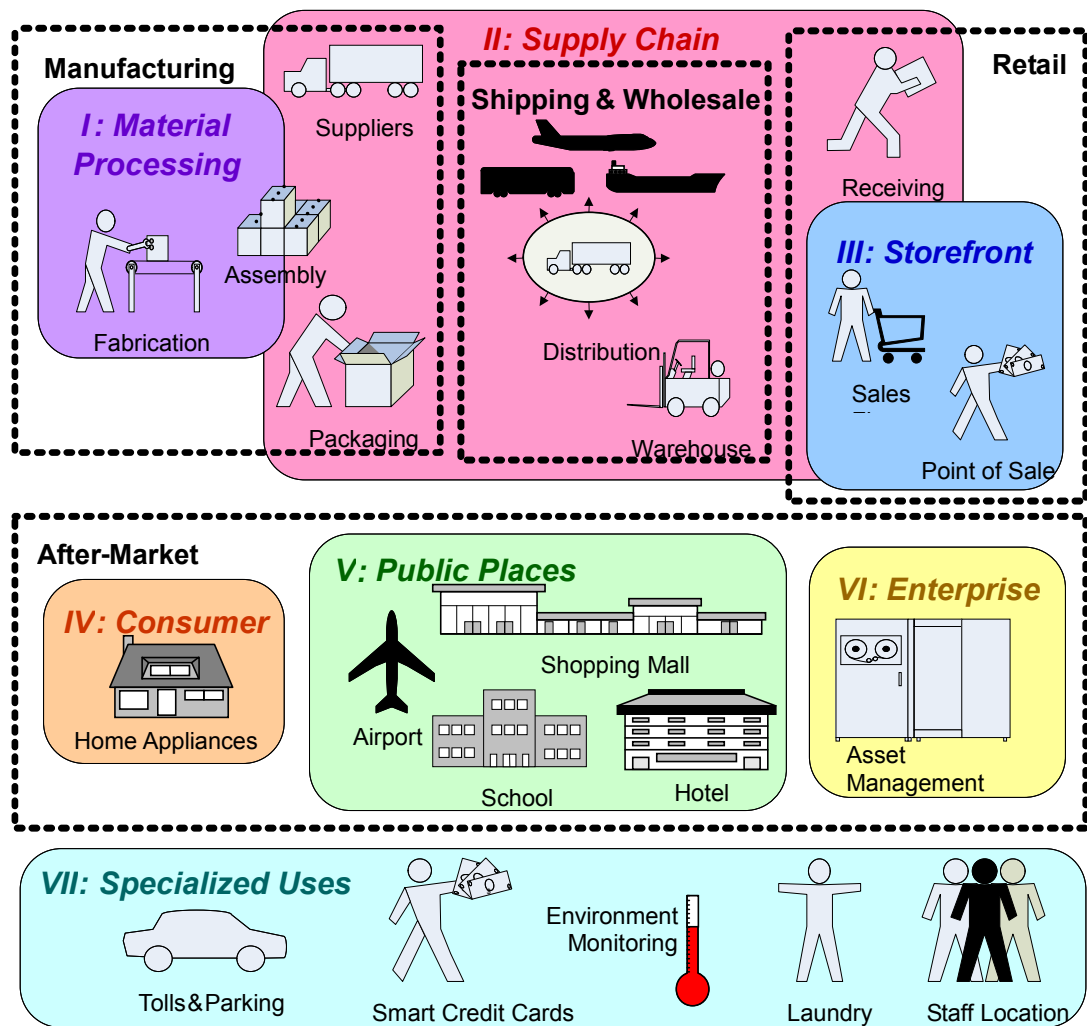 II: Supply Chain
Manufacturing
Retail
I: Material
Processing
Suppliers
Shipping & Wholesale
Receiving
Assembly
Fabrication
Packaging
Distribution
Warehouse
III: Storefront
Sales
Point of Sale
After-Market
IV: Consumer
Home Appliances
V: Public Places
Shopping Mall
Airport
School
Hotel
VI: Enterprise
Asset
Management
VII: Specialized Uses
Tolls&Parking
Smart Credit Cards
Environment
Monitoring
Laundry
Staff Location